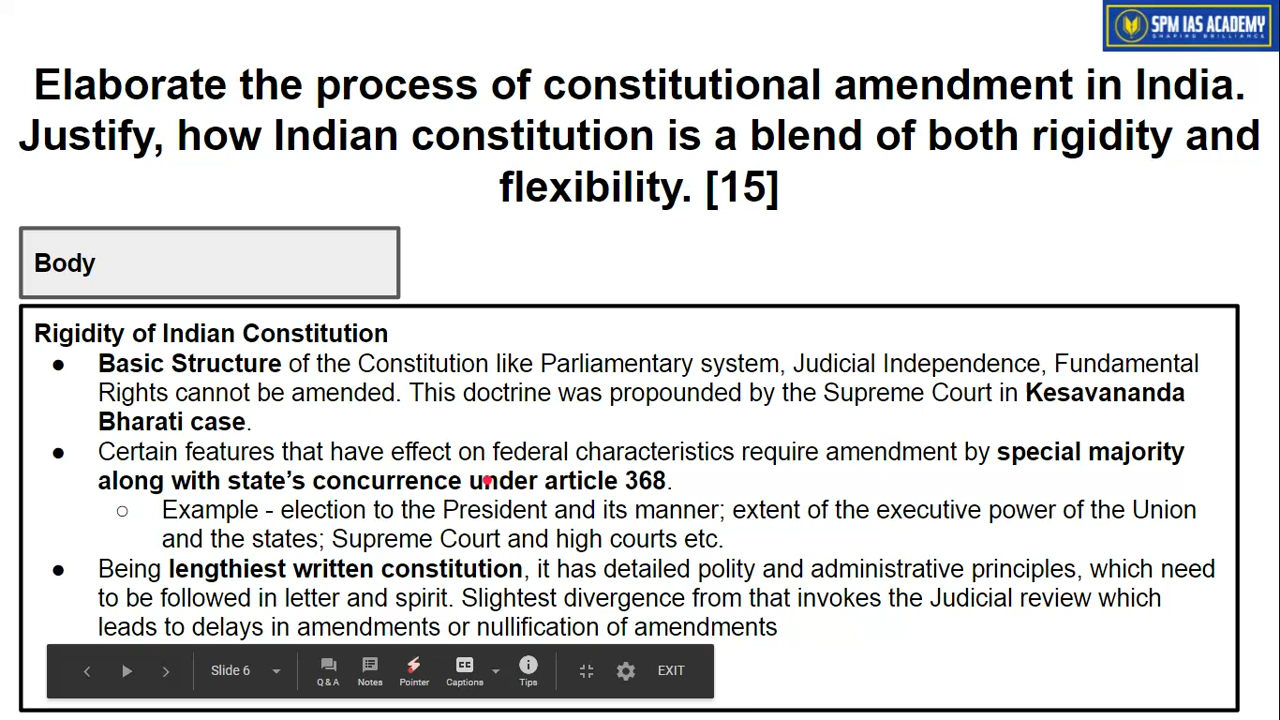 SPM IAS ACADEMY
SHAPING BRILLIANCE
Elaborate the process of constitutional amendment in India.
Justify, how Indian constitution is a blend of both rigidity and
flexibility. [15]
Body
Rigidity of Indian Constitution
● Basic Structure of the Constitution like Parliamentary system, Judicial Independence, Fundamental
Rights cannot be amended. This doctrine was propounded by the Supreme Court in Kesavananda
Bharati case.
● Certain features that have effect on federal characteristics require amendment by special majority
along with state’s concurrence under article 368.
○ Example - election to the President and its manner; extent of the executive power of the Union
and the states; Supreme Court and high courts etc.
● Being lengthiest written constitution, it has detailed polity and administrative principles, which need
to be followed in letter and spirit. Slightest divergence from that invokes the Judicial review which
leads to delays in amendments or nullification of amendments
Slide 6
Q & A
Notes
Pointer
CC
Captions
Tips
EXIT